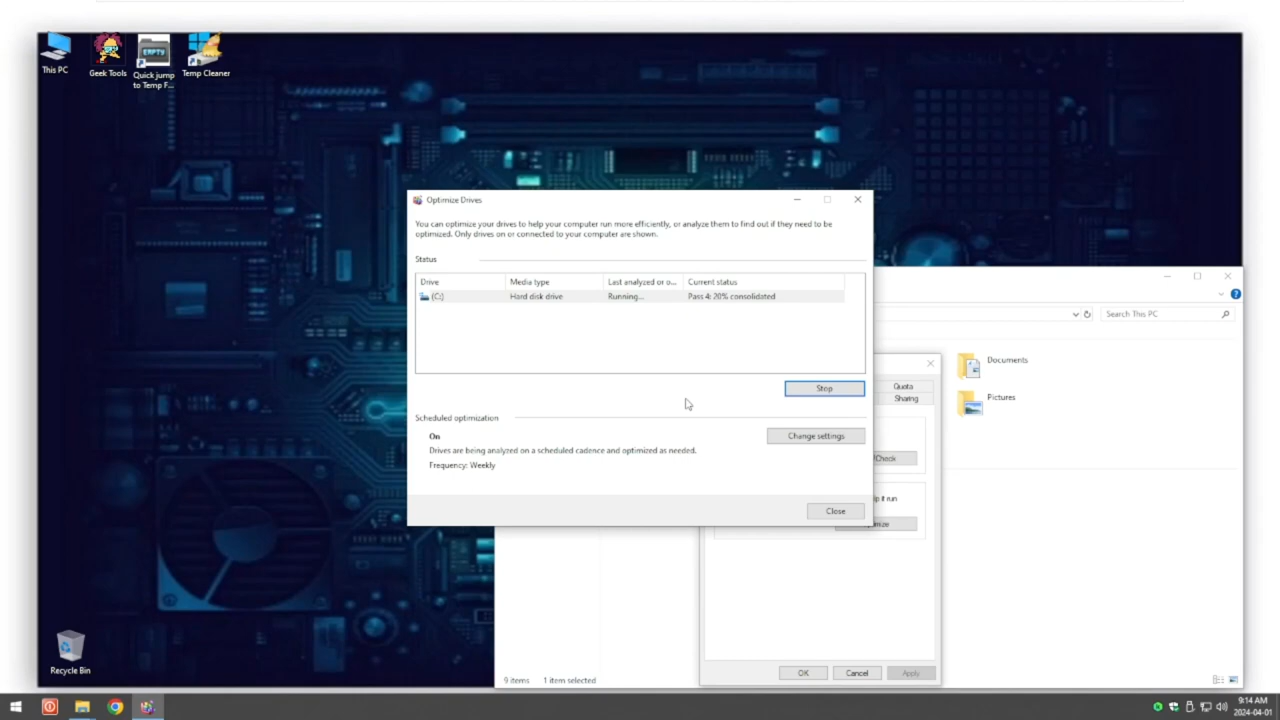 This PC
Geek Tools
Quick jump
to Temp F...
EMPTY
Temp Cleaner
Optimize Drives
You can optimize your drives to help your computer run more efficiently, or analyze them to find out if they need to be
optimized. Only drives on or connected to your computer are shown.
Status
Drive Media type Last analyzed or o... Current status
(C:) Hard disk drive Running... Pass 4: 20% consolidated
Stop
Scheduled optimization
On
Change settings
Drives are being analyzed on a scheduled cadence and optimized as needed.
Frequency: Weekly
Close
Search This PC
Documents
Pictures
Quota
Sharing
Check
it run
OK Cancel Apply
9 items 1 item selected
Recycle Bin
9:14 AM
2024-04-01